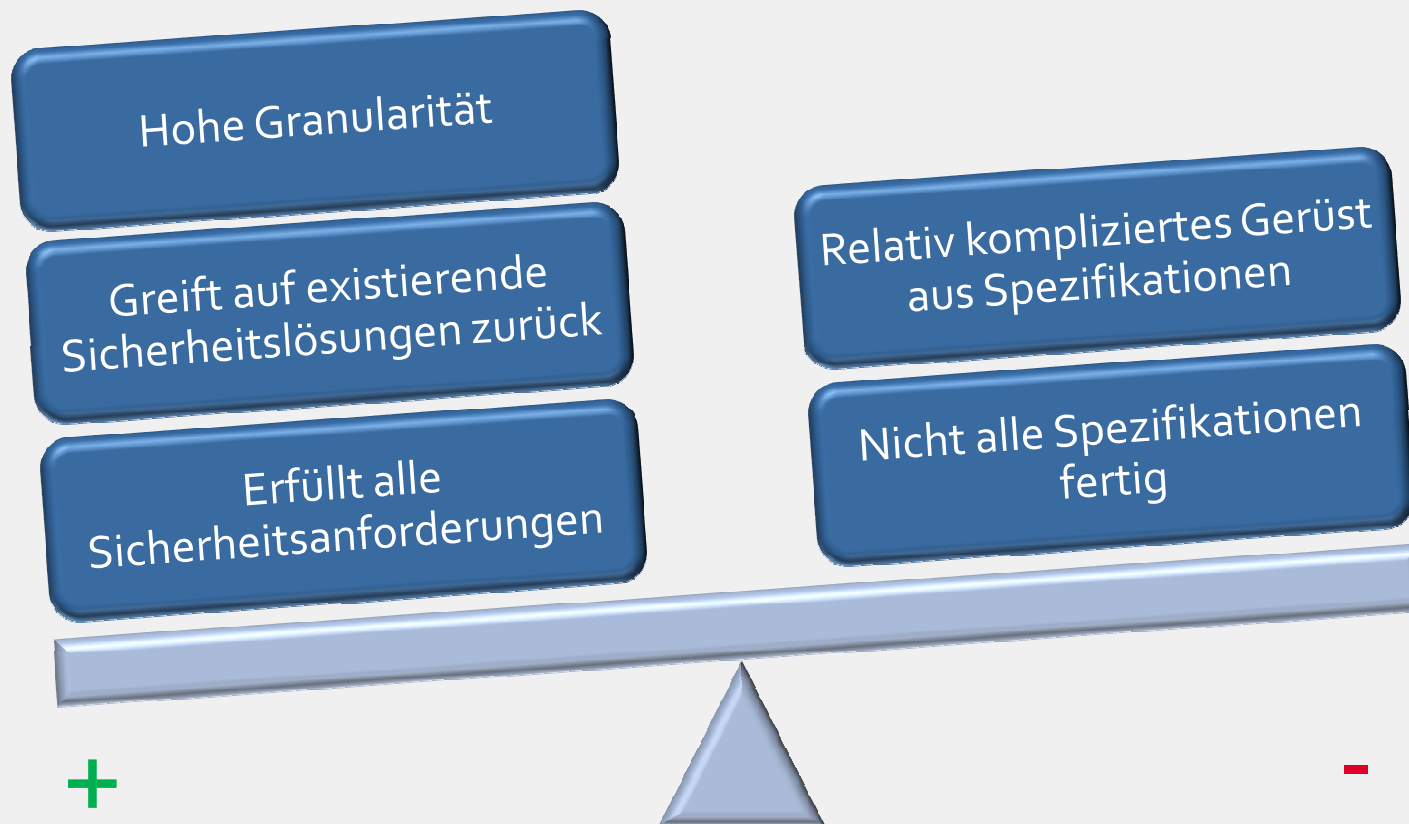 Hohe Granularität
Greift auf existierende
Sicherheitslösungen zurück
Erfüllt alle
Sicherheitsanforderungen
Relativ kompliziertes Gerüst
aus Spezifikationen
Nicht alle Spezifikationen
fertig
+
-